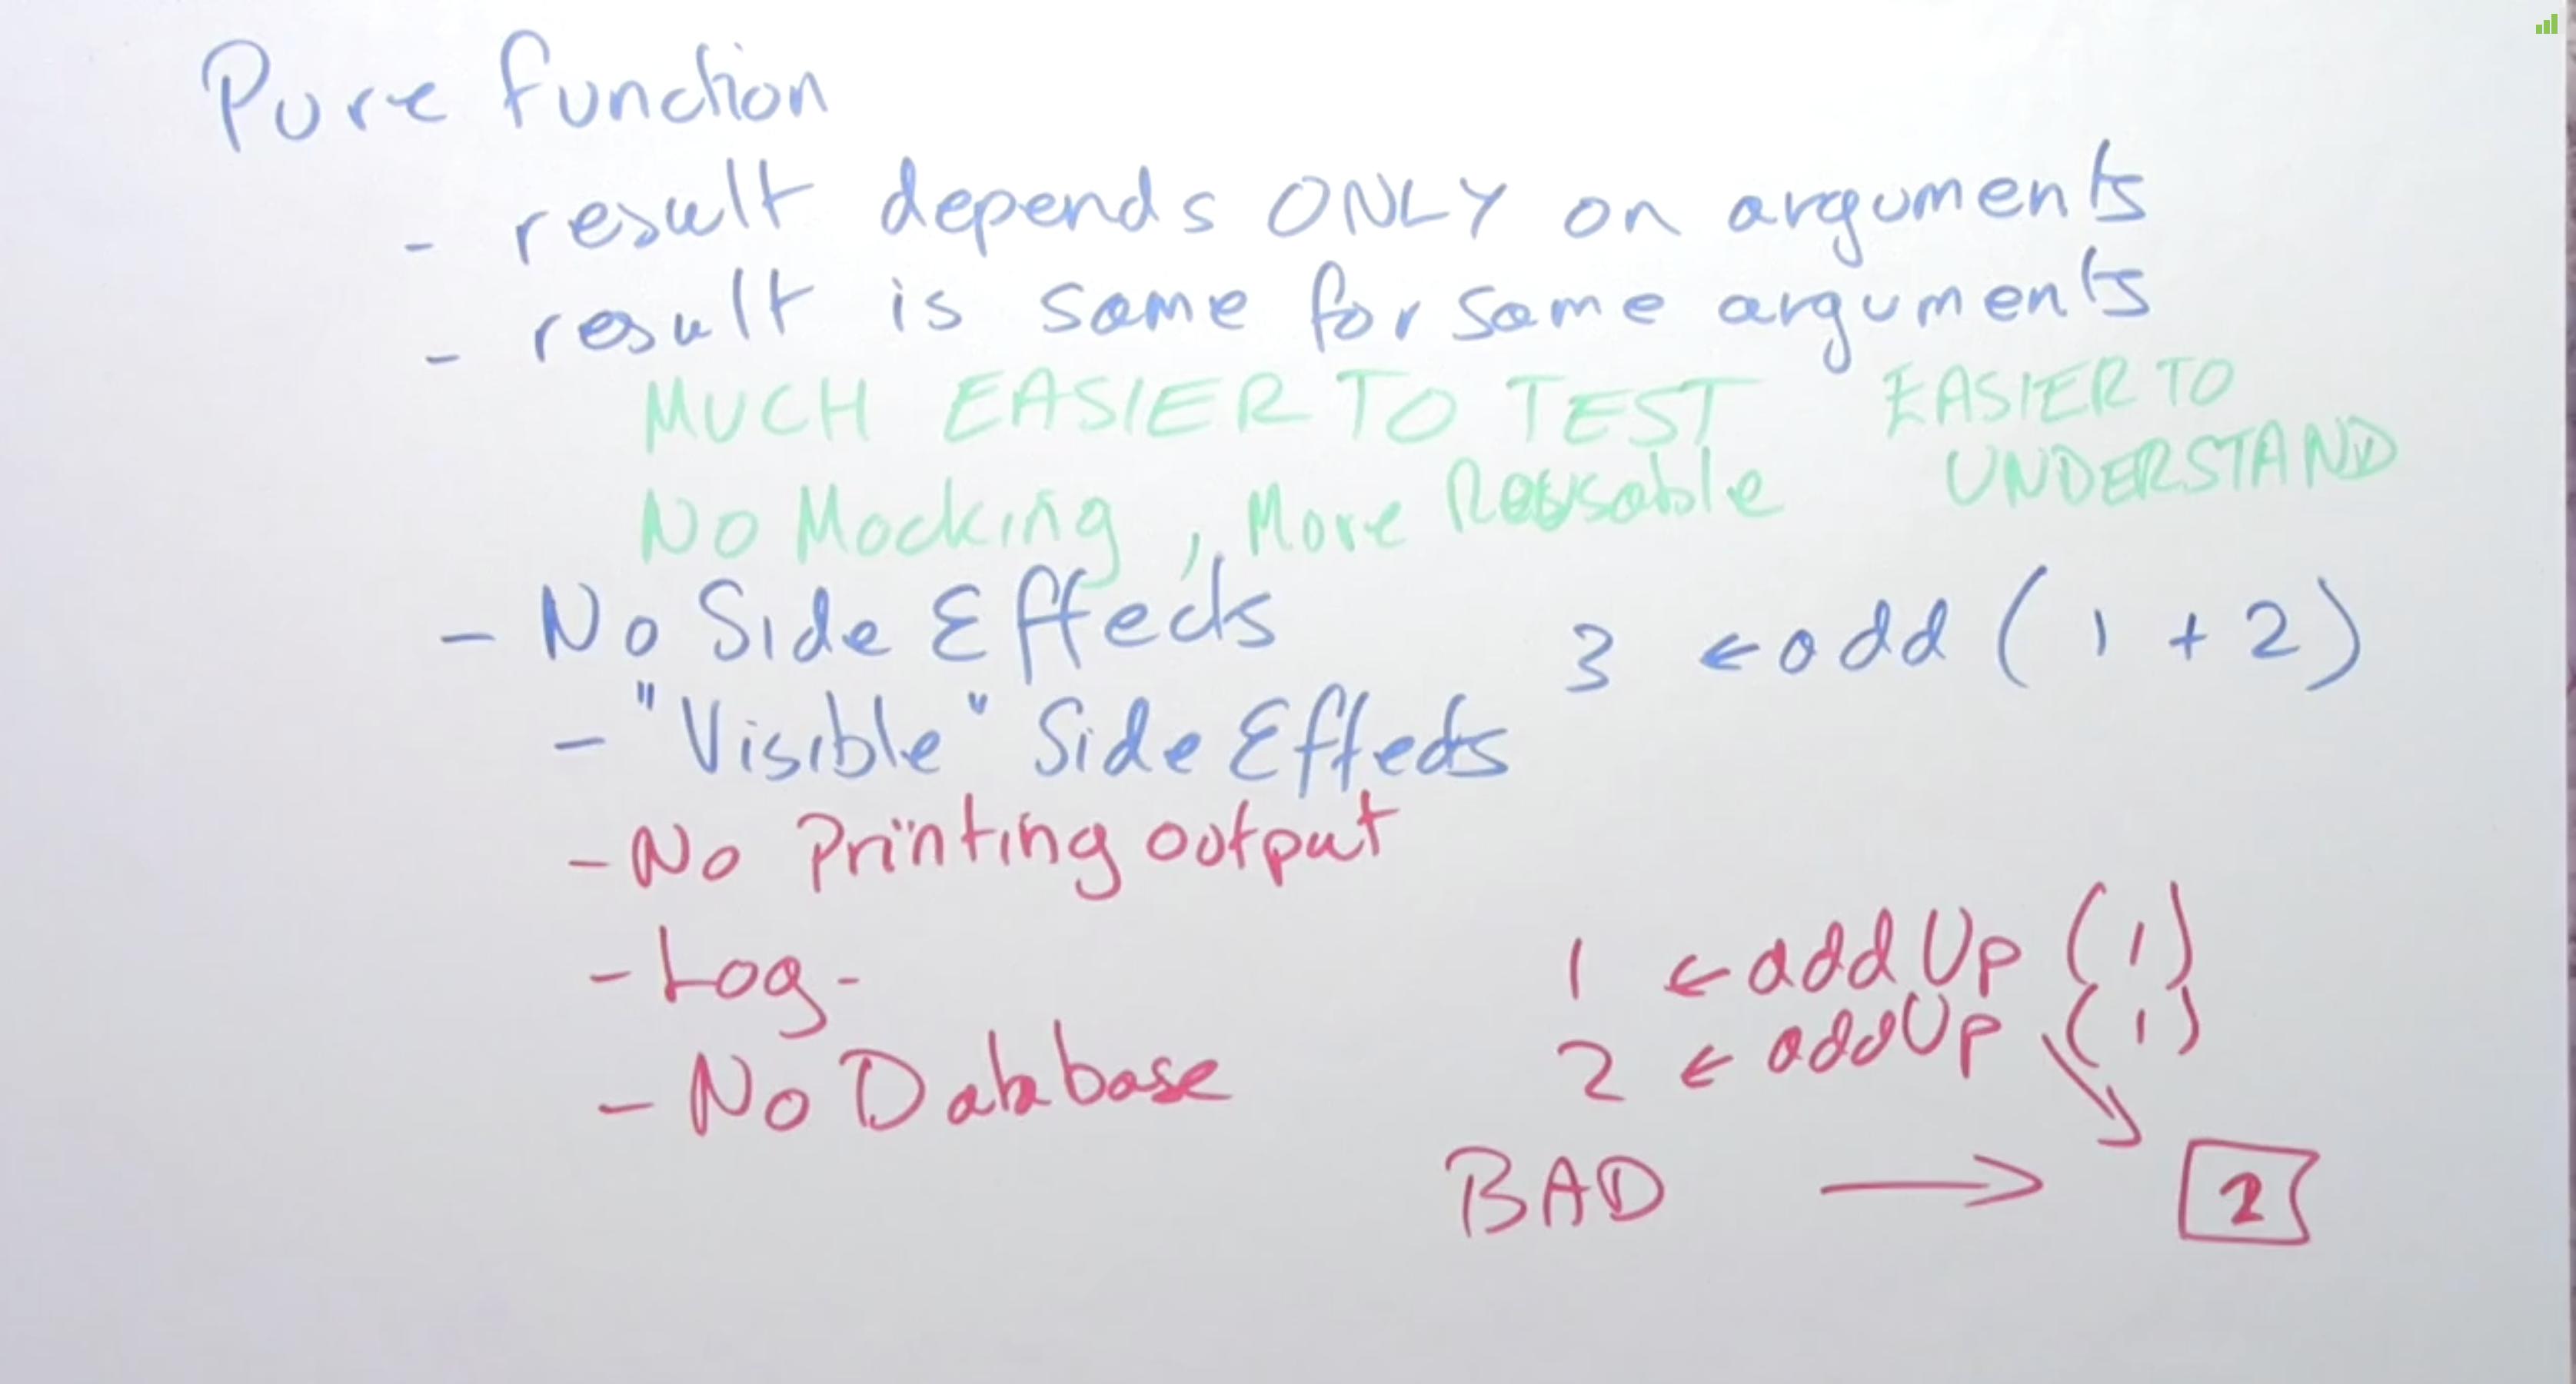 Pure function
- result depends ONLY on arguments
- result is same for same arguments
MUCH EASIER TO TEST
EASIER TO
UNDERSTAND
No Mocking, More Reusable
- No Side Effects
3 ← add (1 + 2)
- "Visible" Side Effects
- No Printing output
- Log -
1 ← addUp (1)
2 ← addUp (1)
- No Database
BAD → 2